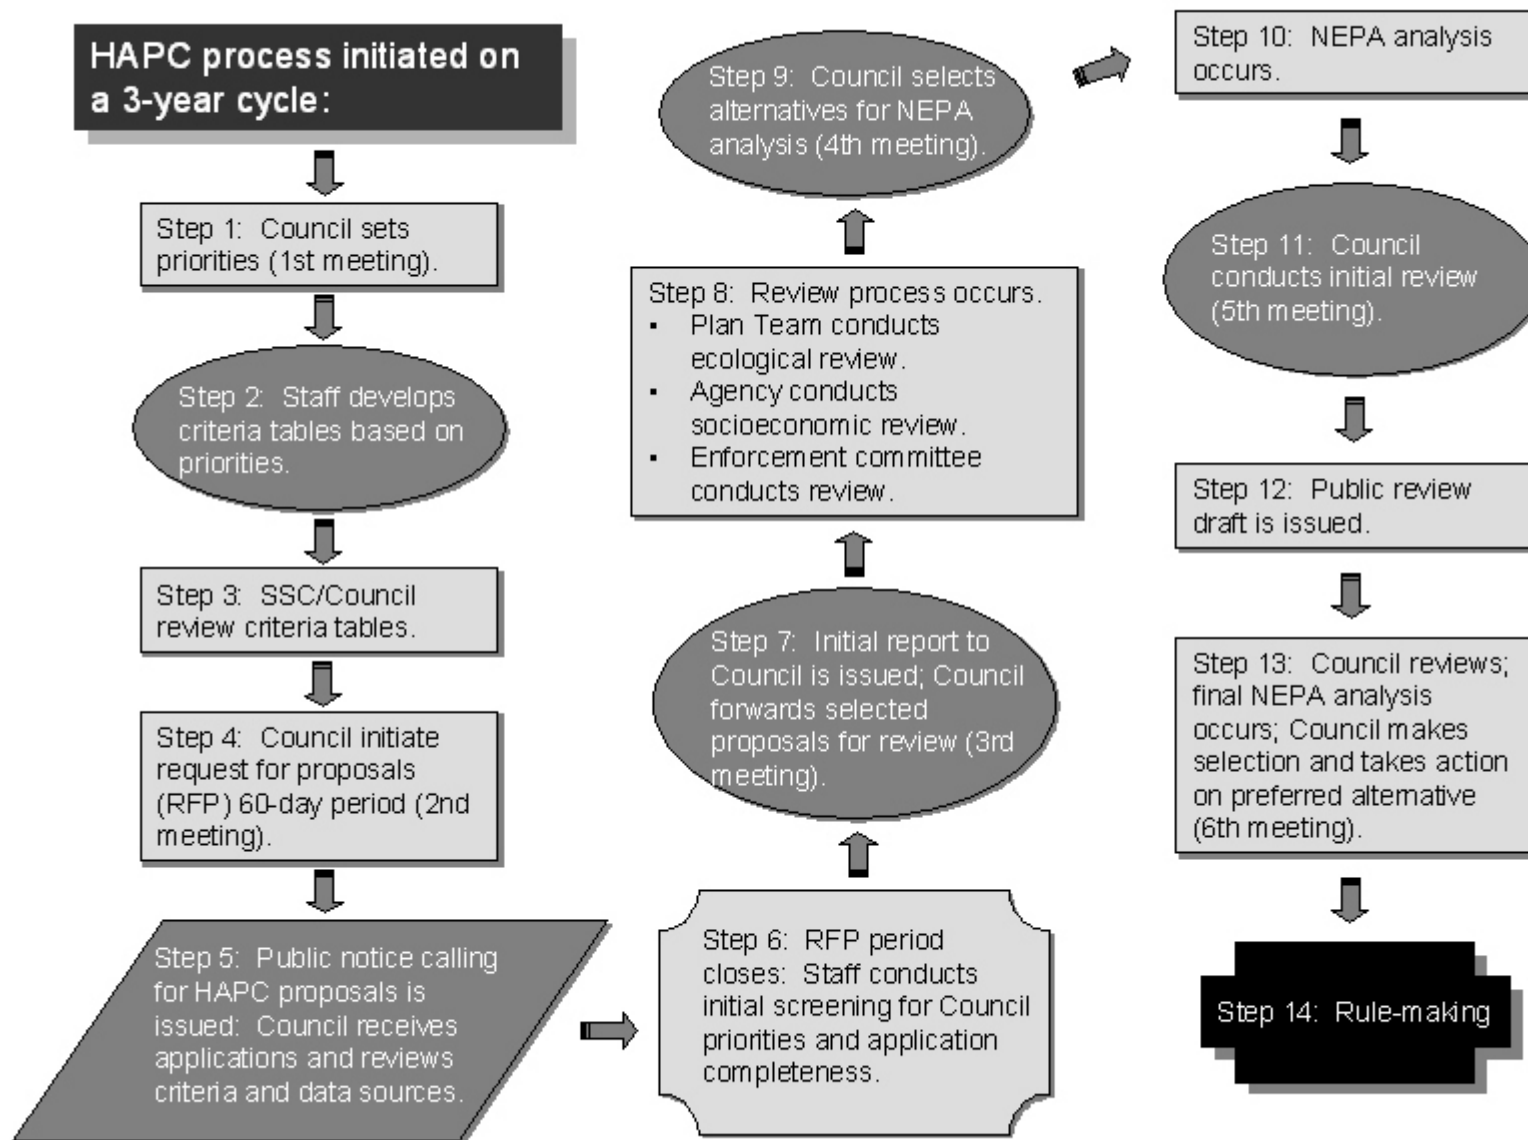 HAPC process initiated on
a 3-year cycle:
Step 1: Council sets
priorities (1st meeting).
Step 2: Staff develops
criteria tables based on
priorities.
Step 3: SSC/Council
review criteria tables.
Step 4: Council initiate
request for proposals
(RFP) 60-day period (2nd
meeting).
Step 5: Public notice calling
for HAPC proposals is
issued: Council receives
applications and reviews
criteria and data sources.
Step 6: RFP period
closes: Staff conducts
initial screening for Council
priorities and application
completeness.
Step 7: Initial report to
Council is issued; Council
forwards selected
proposals for review (3rd
meeting).
Step 8: Review process occurs.
▪ Plan Team conducts
ecological review.
▪ Agency conducts
socioeconomic review.
▪ Enforcement committee
conducts review.
Step 9: Council selects
alternatives for NEPA
analysis (4th meeting).
Step 10: NEPA analysis
occurs.
Step 11: Council
conducts initial review
(5th meeting).
Step 12: Public review
draft is issued.
Step 13: Council reviews;
final NEPA analysis
occurs; Council makes
selection and takes action
on preferred alternative
(6th meeting).
Step 14: Rule-making